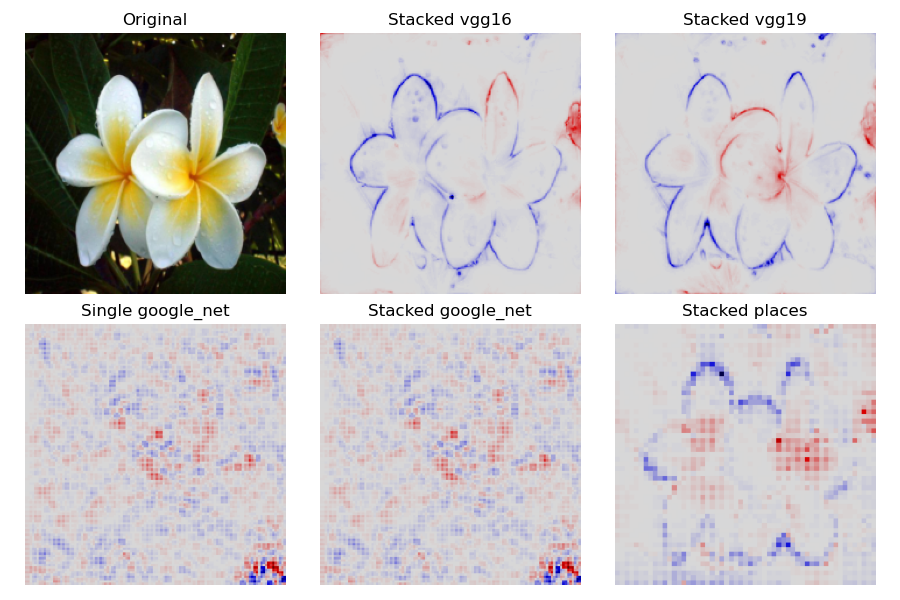 Original
Stacked vgg16
Stacked vgg19
Single google_net
Stacked google_net
Stacked places